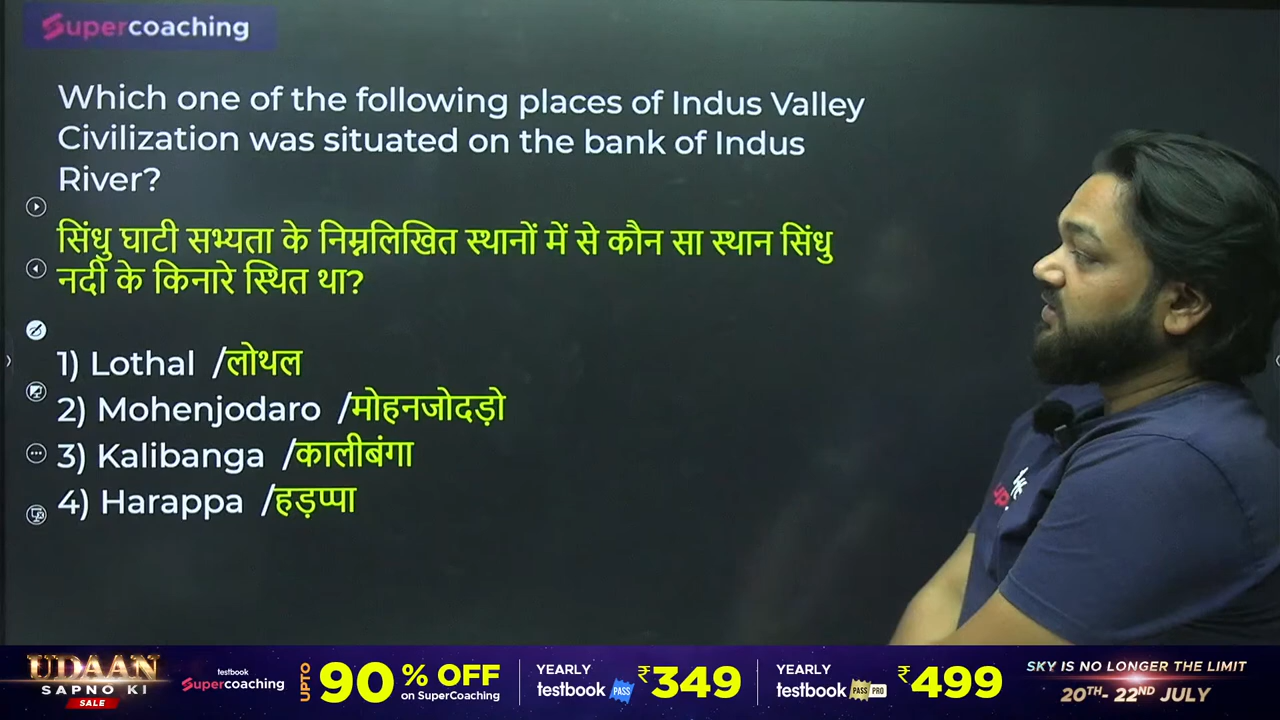 Supercoaching
Which one of the following places of Indus Valley
Civilization was situated on the bank of Indus
River?
सिंधु घाटी सभ्यता के निम्नलिखित स्थानों में से कौन सा स्थान सिंधु
नदी के किनारे स्थित था?
1) Lothal /लोथल
2) Mohenjodaro /मोहनजोदड़ो
3) Kalibanga /कालीबंगा
4) Harappa /हड़प्पा
UDAAN
SAPNO KI
SALE
testbook
Supercoaching
UPTO 90% OFF
on SuperCoaching
YEARLY
testbook PASS ₹349
YEARLY
testbook PASS PRO ₹499
SKY IS NO LONGER THE LIMIT
20TH- 22ND JULY